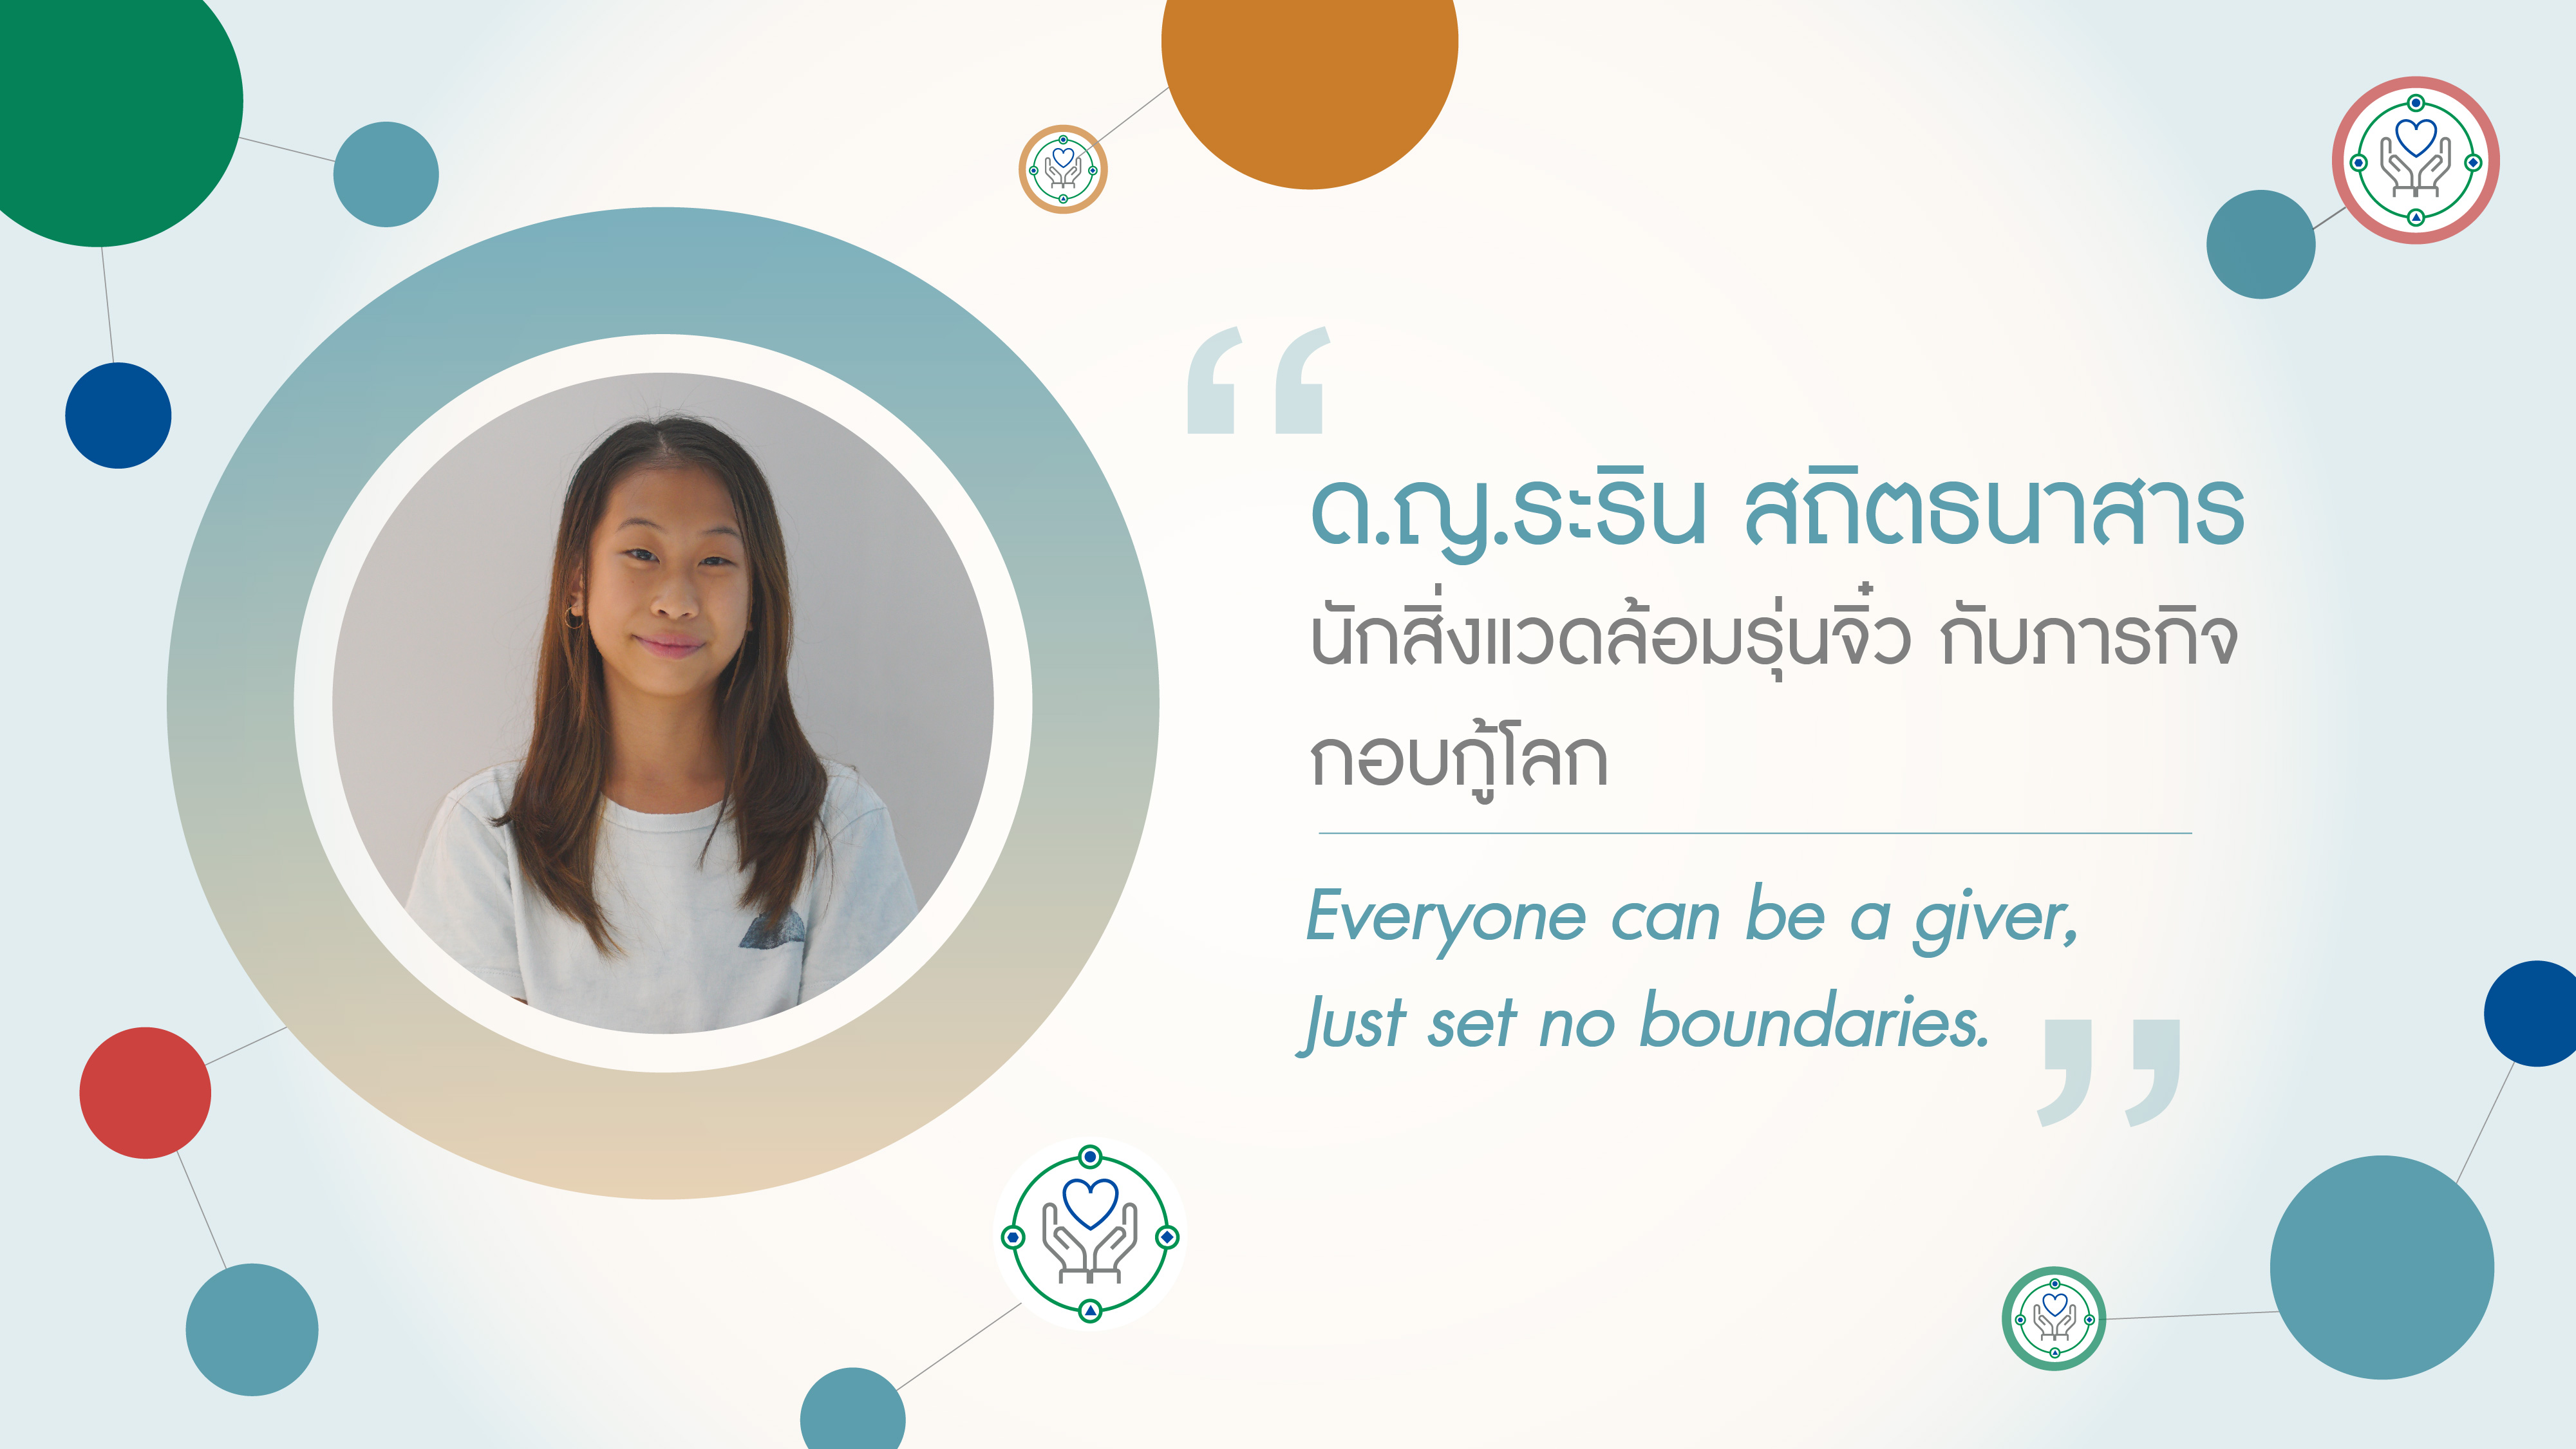 “
ด.ญ.ระริน สถิตธนาสาร
นักสิ่งแวดล้อมรุ่นจิ๋ว กับภารกิจ
กอบกู้โลก
Everyone can be a giver,
Just set no boundaries.
”